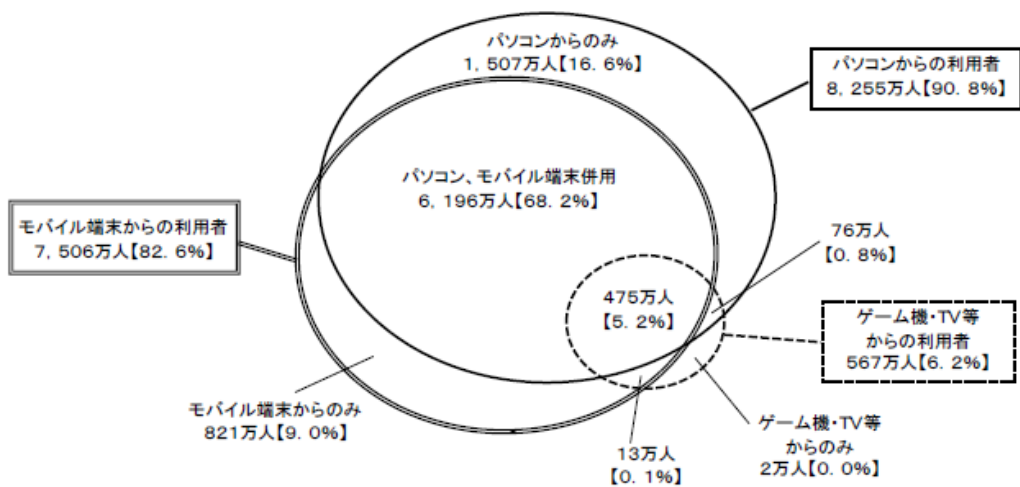 パソコンからのみ
1,507万人【16.6%】
パソコンからの利用者
8,255万人【90.8%】
パソコン、モバイル端末併用
6,196万人【68.2%】
モバイル端末からの利用者
7,506万人【82.6%】
76万人
【0.8%】
475万人
【5.2%】
ゲーム機・TV等
からの利用者
567万人【6.2%】
モバイル端末からのみ
821万人【9.0%】
13万人
【0.1%】
ゲーム機・TV等
からのみ
2万人【0.0%】